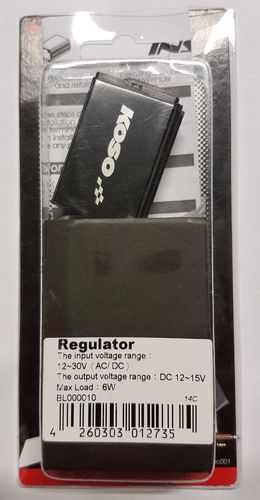 INS
KOSO
Regulator
The input voltage range :
12~30V ( AC/ DC )
The output voltage range : DC 12~15V
Max Load : 6W
BL000010 14C
4 260303 012735